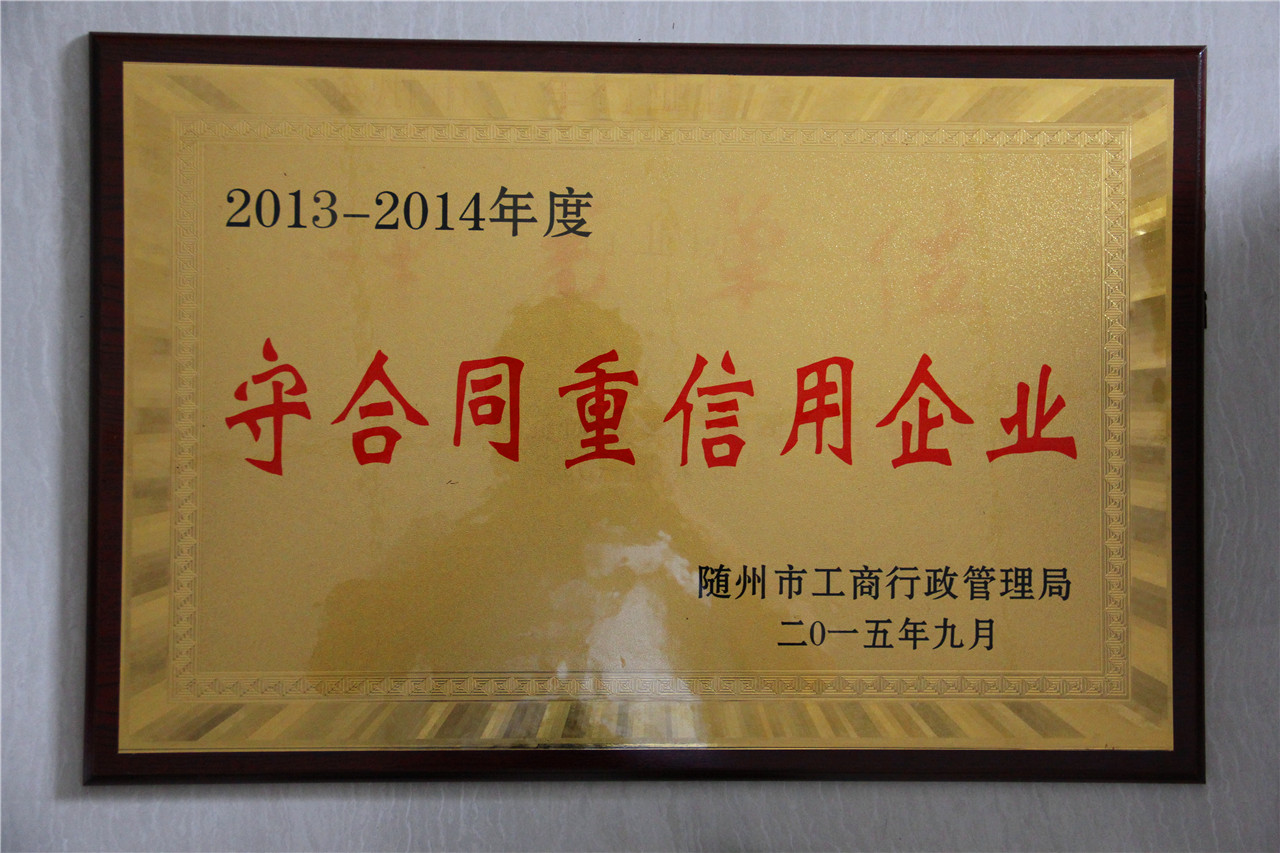 2013-2014年度
守合同重信用企业
随州市工商行政管理局
二0一五年九月